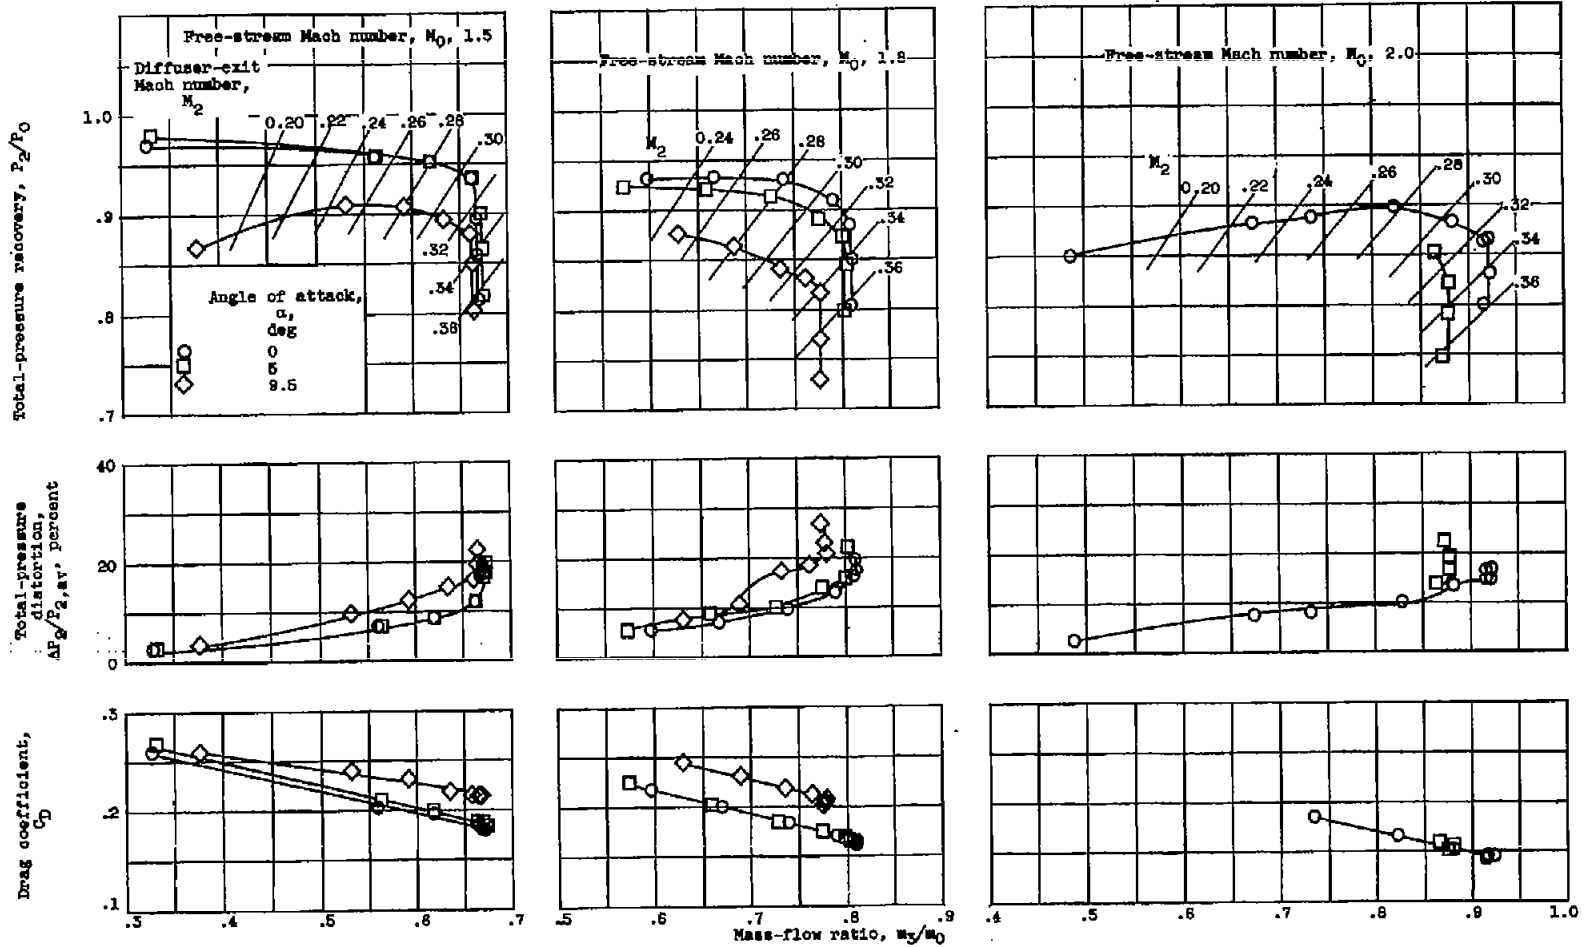 Free-stream Mach number, M0, 1.5
Free-stream Mach number, M0, 1.8
Free-stream Mach number, M0, 2.0
Diffuser-exit
Mach number,
M2
0.20 .22 .24 .26 .28
.30
.32
.34
.36
M2 0.24 .26 .28
.30
.32
.34
.36
M2
0.20 .22 .24 .26 .28
.30
.32
.34
.36
Total-pressure recovery, P2/P0
1.0
.9
.8
.7
Angle of attack,
α,
deg
0
5
9.5
Total-pressure
distortion,
ΔP2/P2,av, percent
40
20
0
Drag coefficient,
CD
.3
.2
.1
.3 .4 .5 .6 .7
.5 .6 .7 .8 .9
.4 .5 .6 .7 .8 .9 1.0
Mass-flow ratio, m3/m0